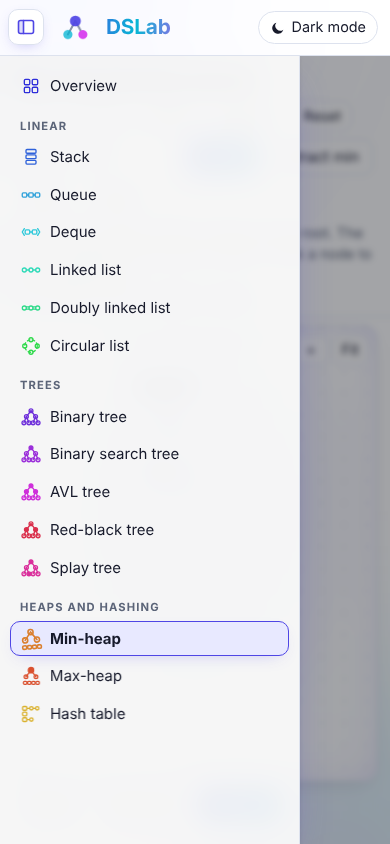 DSLab
Dark mode
Overview
LINEAR
Stack
Queue
Deque
Linked list
Doubly linked list
Circular list
TREES
Binary tree
Binary search tree
AVL tree
Red-black tree
Splay tree
HEAPS AND HASHING
Min-heap
Max-heap
Hash table